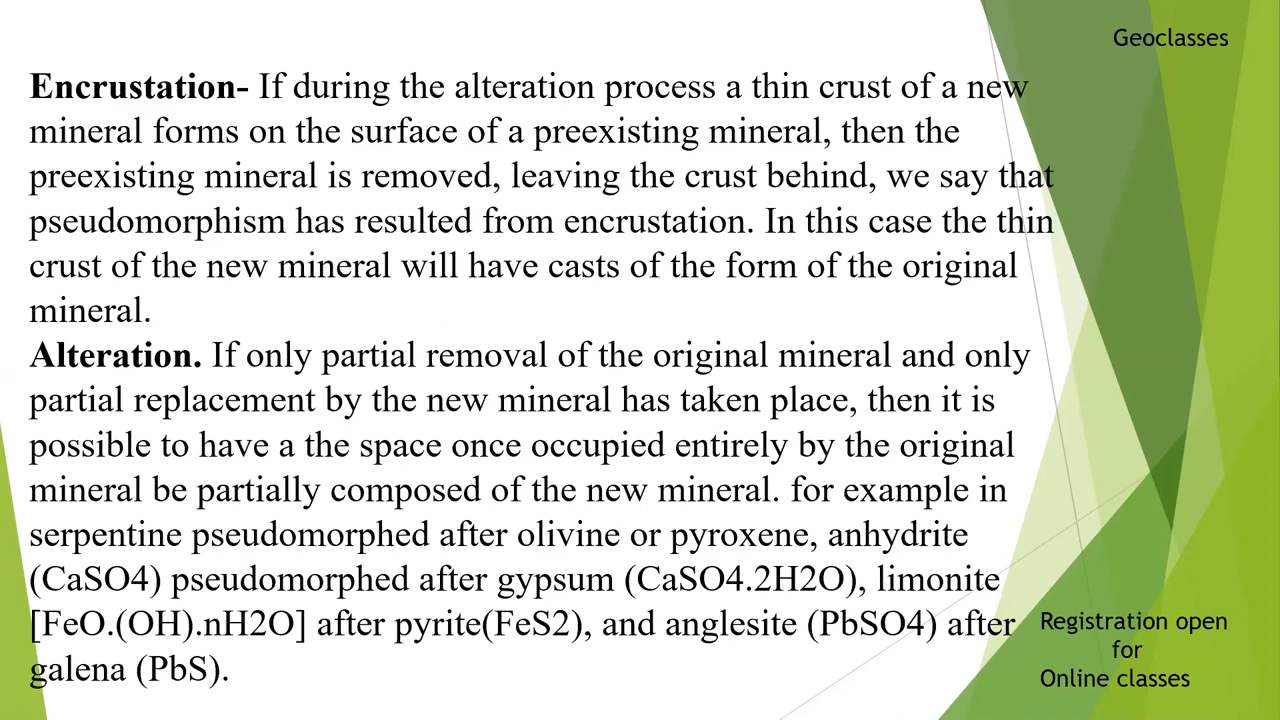 Geoclasses
Encrustation- If during the alteration process a thin crust of a new
mineral forms on the surface of a preexisting mineral, then the
preexisting mineral is removed, leaving the crust behind, we say that
pseudomorphism has resulted from encrustation. In this case the thin
crust of the new mineral will have casts of the form of the original
mineral.
Alteration. If only partial removal of the original mineral and only
partial replacement by the new mineral has taken place, then it is
possible to have a the space once occupied entirely by the original
mineral be partially composed of the new mineral. for example in
serpentine pseudomorphed after olivine or pyroxene, anhydrite
(CaSO4) pseudomorphed after gypsum (CaSO4.2H2O), limonite
[FeO.(OH).nH2O] after pyrite(FeS2), and anglesite (PbSO4) after
galena (PbS).
Registration open
for
Online classes